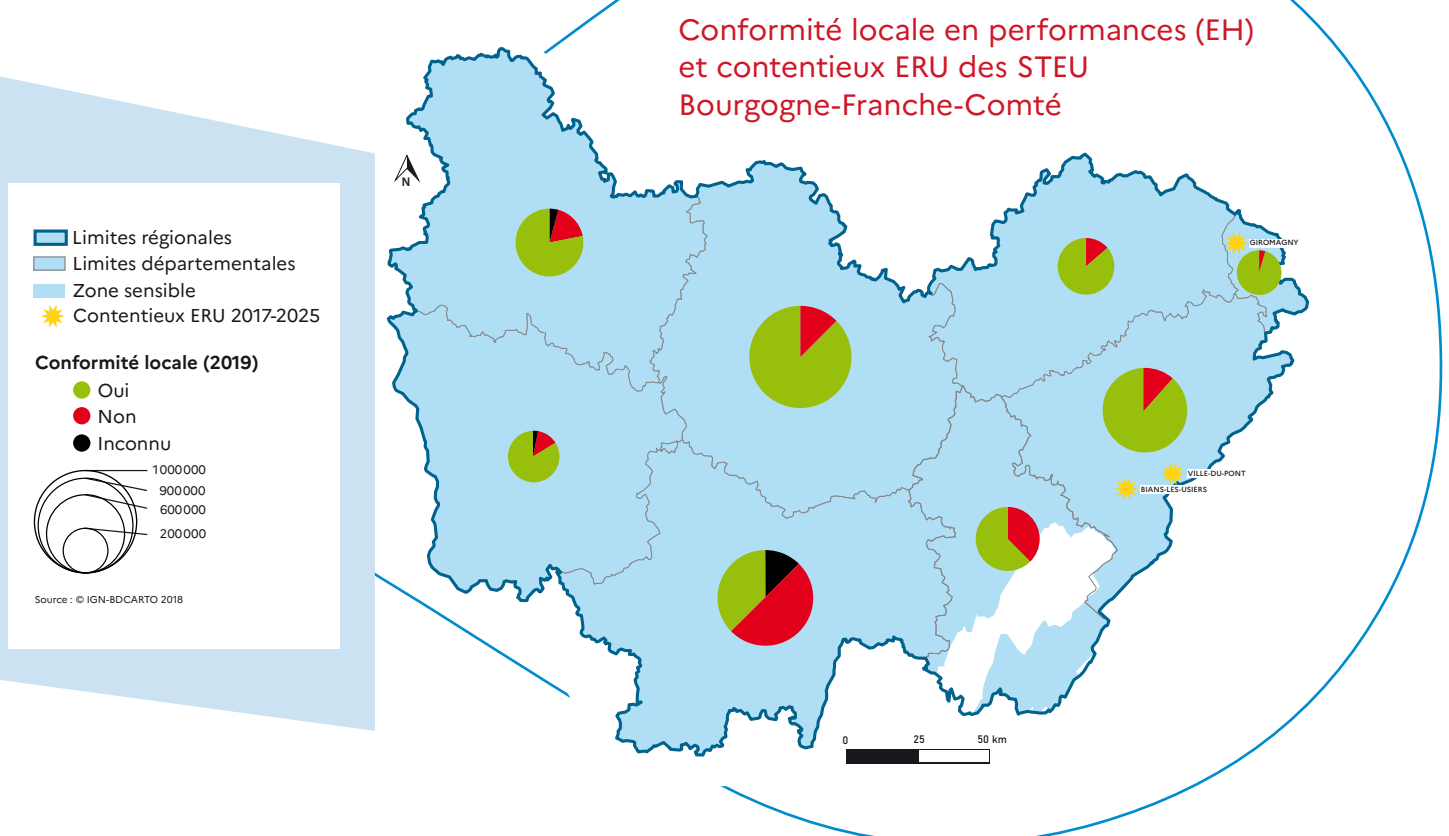 Conformité locale en performances (EH)
et contentieux ERU des STEU
Bourgogne-Franche-Comté
N
Limites régionales
Limites départementales
Zone sensible
Contentieux ERU 2017-2025
Conformité locale (2019)
Oui
Non
Inconnu
1000000
900000
600000
200000
Source : © IGN-BDCARTO 2018
GIROMAGNY
VILLE-DU-PONT
BIANS-LES-USIERS
0 25 50 km